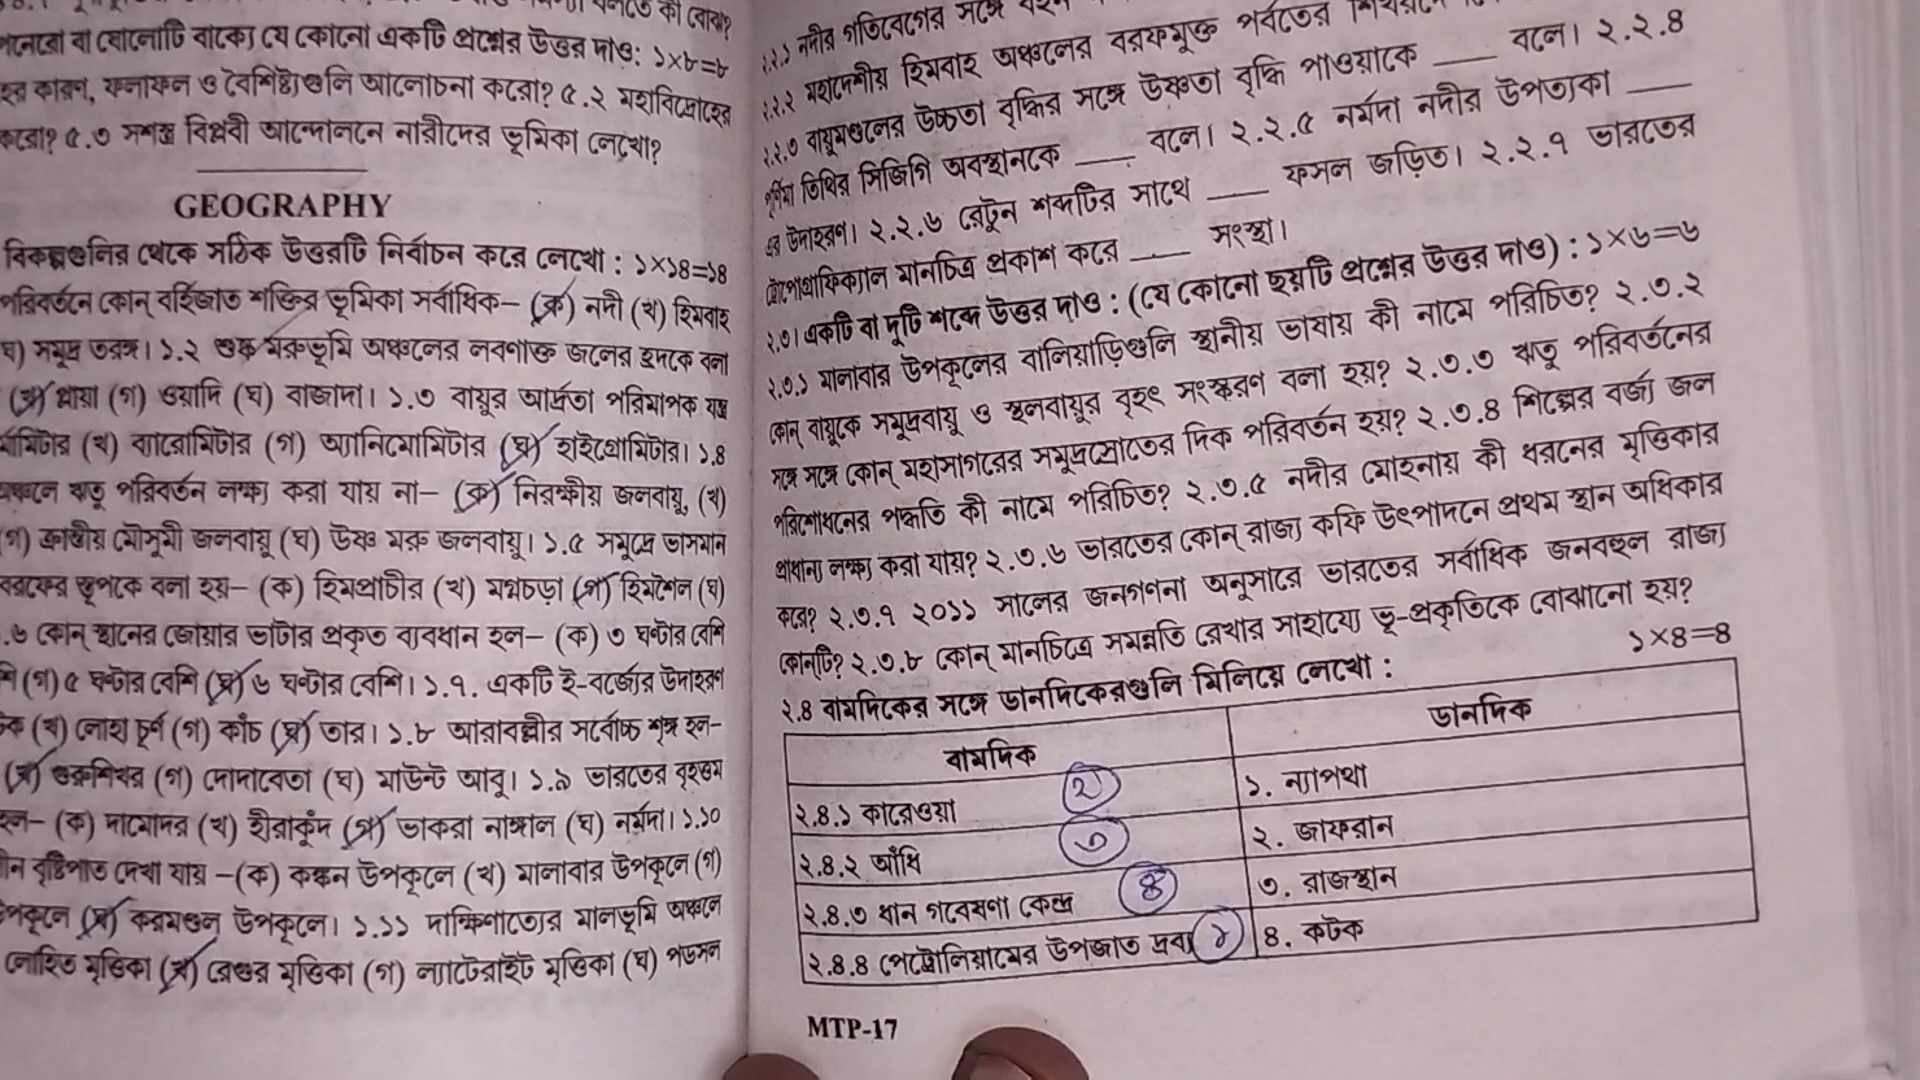 বলতে কী বোঝ?
পনেরো বা ষোলোটি বাক্যে যে কোনো একটি প্রশ্নের উত্তর দাও: ১×৮=৮
কারণ, ফলাফল ও বৈশিষ্ট্যগুলি আলোচনা করো? ৫.২ মহাবিদ্রোহের
করো? ৫.৩ সশস্ত্র বিপ্লবী আন্দোলনে নারীদের ভূমিকা লেখো?
GEOGRAPHY
বিকল্পগুলির থেকে সঠিক উত্তরটি নির্বাচন করে লেখো : ১×১৪=১৪
পরিবর্তনে কোন্ বর্হিজাত শক্তির ভূমিকা সর্বাধিক– (ক) নদী (খ) হিমবাহ
ঘ) সমুদ্র তরঙ্গ। ১.২ শুষ্ক মরুভূমি অঞ্চলের লবণাক্ত জলের হ্রদকে বলা
(খ) প্লায়া (গ) ওয়াদি (ঘ) বাজাদা। ১.৩ বায়ুর আর্দ্রতা পরিমাপক যন্ত্র
(খ) ব্যারোমিটার (গ) অ্যানিমোমিটার (ঘ) হাইগ্রোমিটার। ১.৪
ঋতু পরিবর্তন লক্ষ্য করা যায় না– (ক) নিরক্ষীয় জলবায়ু, (খ)
গ) ক্রান্তীয় মৌসুমী জলবায়ু (ঘ) উষ্ণ মরু জলবায়ু। ১.৫ সমুদ্রে ভাসমান
বরফের স্তূপকে বলা হয়– (ক) হিমপ্রাচীর (খ) মগ্নচড়া (গ) হিমশৈল (ঘ)
.৬ কোন্ স্থানের জোয়ার ভাটার প্রকৃত ব্যবধান হল– (ক) ৩ ঘণ্টার বেশি
(গ) ৫ ঘণ্টার বেশি (ঘ) ৬ ঘণ্টার বেশি। ১.৭. একটি ই-বর্জ্যের উদাহরণ
(খ) লোহা চূর্ণ (গ) কাঁচ (ঘ) তার। ১.৮ আরাবল্লীর সর্বোচ্চ শৃঙ্গ হল–
(খ) গুরুশিখর (গ) দোদাবেতা (ঘ) মাউন্ট আবু। ১.৯ ভারতের বৃহত্তম
হল– (ক) দামোদর (খ) হীরাকুঁদ (গ) ভাকরা নাঙ্গাল (ঘ) নর্মদা। ১.১০
বৃষ্টিপাত দেখা যায় –(ক) কঙ্কন উপকূলে (খ) মালাবার উপকূলে (গ)
উপকূলে (ঘ) করমণ্ডল উপকূলে। ১.১১ দাক্ষিণাত্যের মালভূমি অঞ্চলে
লোহিত মৃত্তিকা (খ) রেগুর মৃত্তিকা (গ) ল্যাটেরাইট মৃত্তিকা (ঘ) পডসল
২.২.১ নদীর গতিবেগের সঙ্গে
২.২.২ মহাদেশীয় হিমবাহ অঞ্চলের বরফমুক্ত পর্বতের
২.২.৩ বায়ুমণ্ডলের উচ্চতা বৃদ্ধির সঙ্গে উষ্ণতা বৃদ্ধি পাওয়াকে ___ বলে। ২.২.৪
পূর্ণিমা তিথির সিজিগি অবস্থানকে ___ বলে। ২.২.৫ নর্মদা নদীর উপত্যকা ___
এর উদাহরণ। ২.২.৬ রেটুন শব্দটির সাথে ___ ফসল জড়িত। ২.২.৭ ভারতের
টোপোগ্রাফিক্যাল মানচিত্র প্রকাশ করে ___ সংস্থা।
২.৩। একটি বা দুটি শব্দে উত্তর দাও : (যে কোনো ছয়টি প্রশ্নের উত্তর দাও) : ১×৬=৬
২.৩.১ মালাবার উপকূলের বালিয়াড়িগুলি স্থানীয় ভাষায় কী নামে পরিচিত? ২.৩.২
কোন্ বায়ুকে সমুদ্রবায়ু ও স্থলবায়ুর বৃহৎ সংস্করণ বলা হয়? ২.৩.৩ ঋতু পরিবর্তনের
সঙ্গে সঙ্গে কোন্ মহাসাগরের সমুদ্রস্রোতের দিক পরিবর্তন হয়? ২.৩.৪ শিল্পের বর্জ্য জল
পরিশোধনের পদ্ধতি কী নামে পরিচিত? ২.৩.৫ নদীর মোহনায় কী ধরনের মৃত্তিকার
প্রাধান্য লক্ষ্য করা যায়? ২.৩.৬ ভারতের কোন্ রাজ্য কফি উৎপাদনে প্রথম স্থান অধিকার
করে? ২.৩.৭ ২০১১ সালের জনগণনা অনুসারে ভারতের সর্বাধিক জনবহুল রাজ্য
কোন্‌টি? ২.৩.৮ কোন্ মানচিত্রে সমন্নতি রেখার সাহায্যে ভূ-প্রকৃতিকে বোঝানো হয়?
২.৪ বামদিকের সঙ্গে ডানদিকেরগুলি মিলিয়ে লেখো : ১×৪=৪
বামদিক ডানদিক
২.৪.১ কারেওয়া ২ ১. ন্যাপথা
২.৪.২ আঁধি ৩ ২. জাফরান
২.৪.৩ ধান গবেষণা কেন্দ্র ৪ ৩. রাজস্থান
২.৪.৪ পেট্রোলিয়ামের উপজাত দ্রব্য ১ ৪. কটক
MTP-17